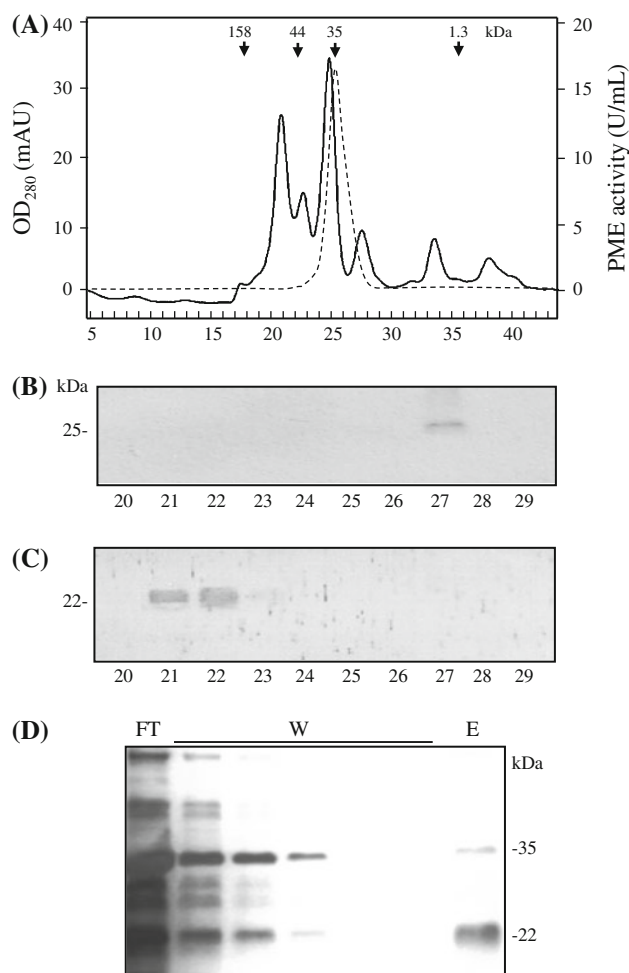 (A)
40 158 44 35 1.3 kDa 20
30 15
20 10
10 5
0 0
OD280 (mAU)
PME activity (U/mL)
5 10 15 20 25 30 35 40
(B)
kDa
25-
20 21 22 23 24 25 26 27 28 29
(C)
22-
20 21 22 23 24 25 26 27 28 29
(D)
FT W E
kDa
-35
-22